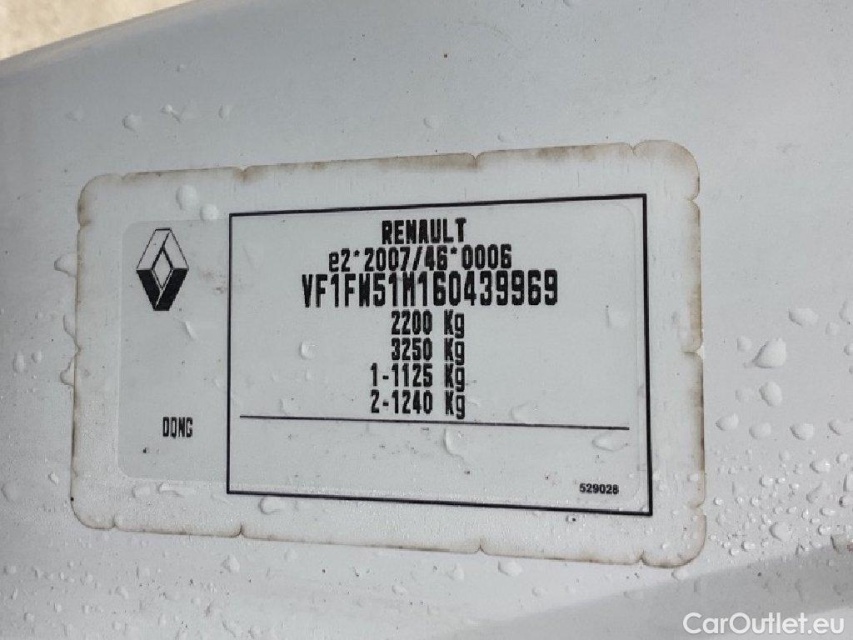 RENAULT
e2*2007/46*0006
VF1FW51M160439969
2200 Kg
3250 Kg
1-1125 Kg
2-1240 Kg
DQNG
529028
CarOutlet.eu